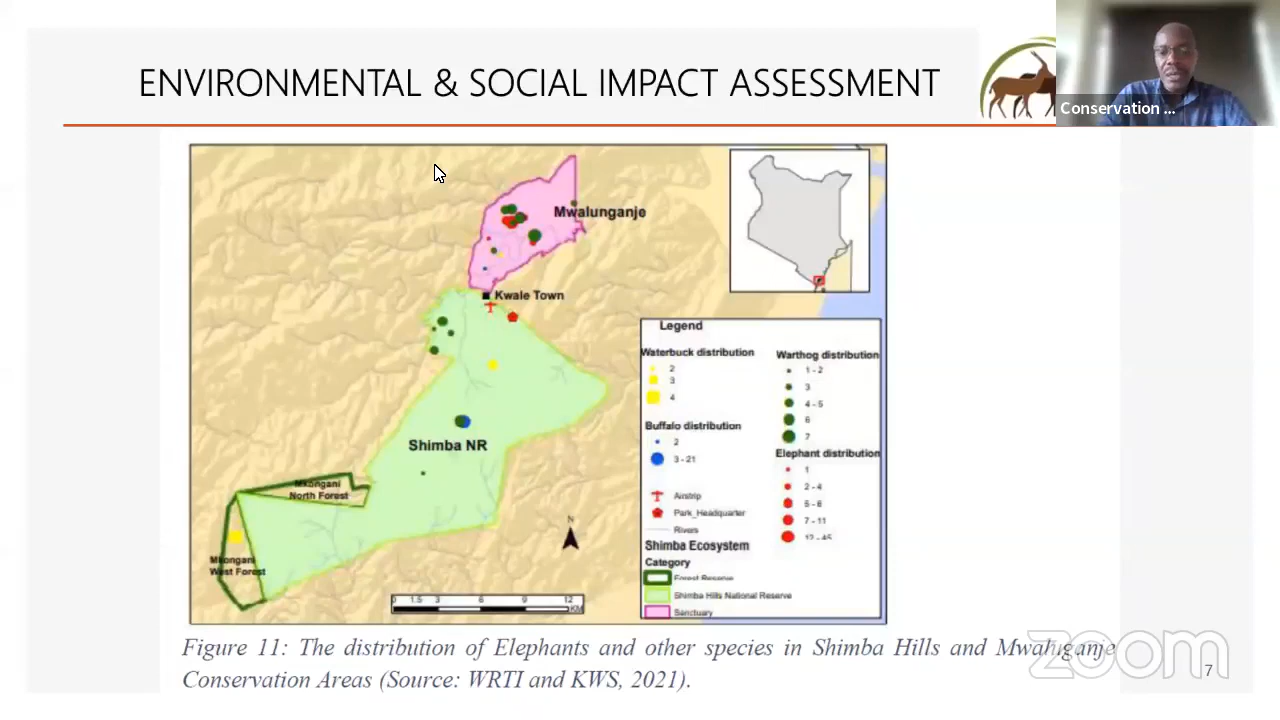 ENVIRONMENTAL & SOCIAL IMPACT ASSESSMENT
Conservation ...
Mwalunganje
Kwale Town
Shimba NR
Mkongani
North Forest
Mkongani
West Forest
N
0 1.5 3 6 9 12
KM
Legend
Waterbuck distribution
2
3
4
Buffalo distribution
2
3 - 21
Airstrip
Park_Headquarter
Rivers
Shimba Ecosystem
Category
Forest Reserve
Shimba Hills National Reserve
Sanctuary
Warthog distribution
1 - 2
3
4 - 5
6
7
Elephant distribution
1
2 - 4
5 - 6
7 - 11
12 - 45
Figure 11: The distribution of Elephants and other species in Shimba Hills and Mwaluganje
Conservation Areas (Source: WRTI and KWS, 2021).
zoom
7